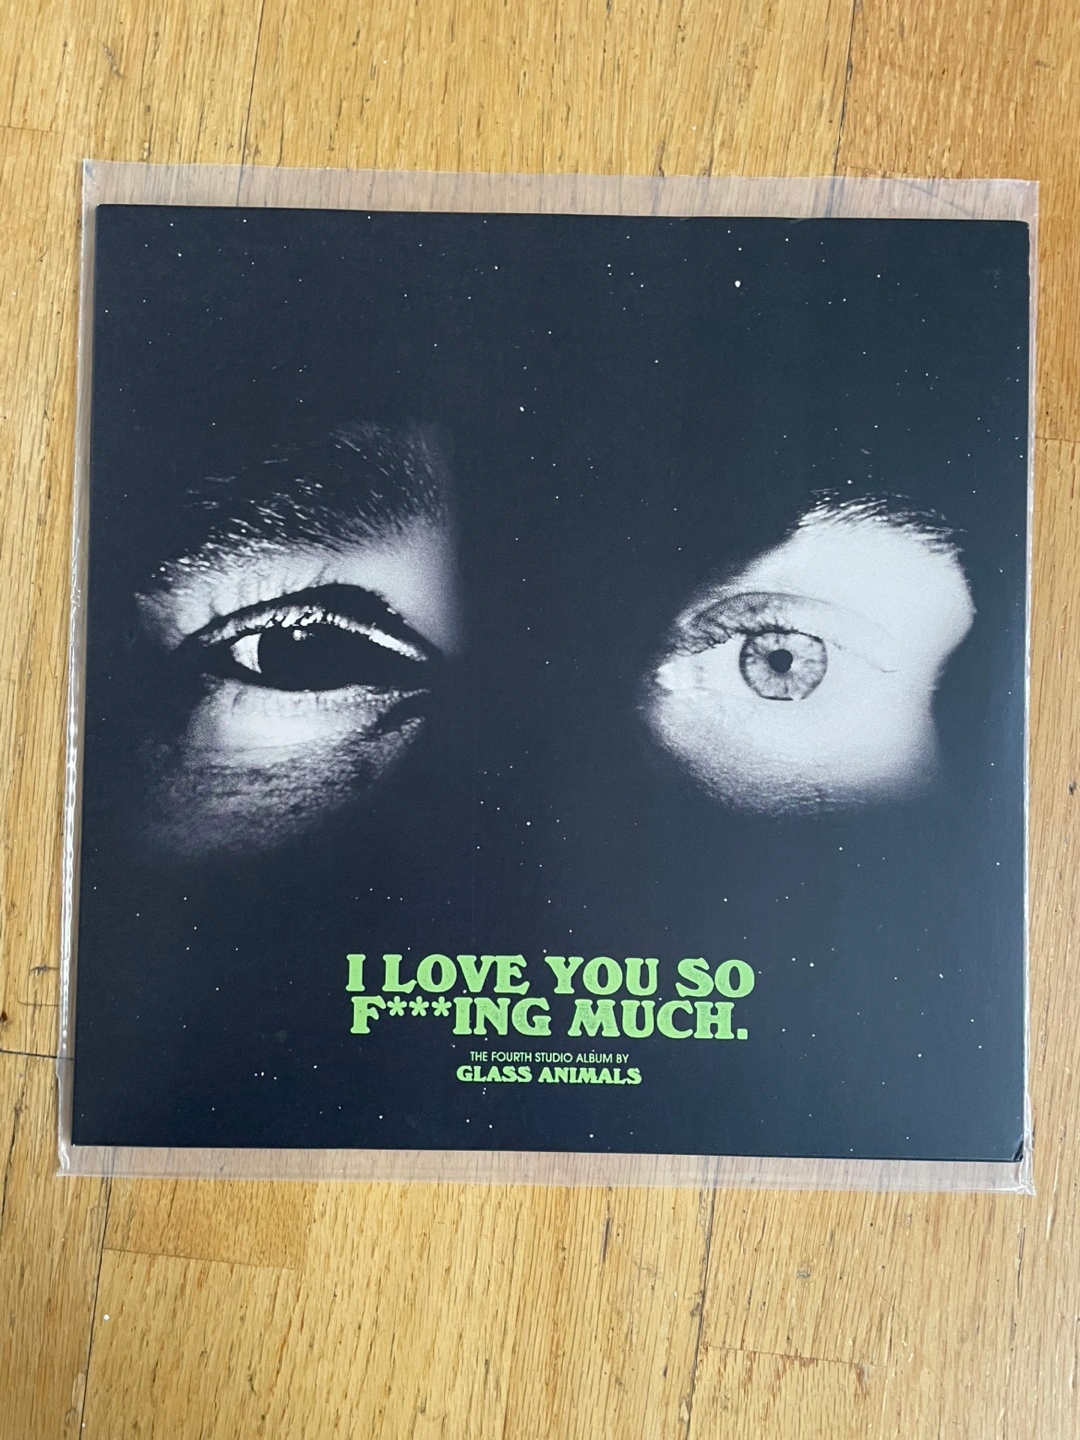 I LOVE YOU SO
F***ING MUCH.
THE FOURTH STUDIO ALBUM BY
GLASS ANIMALS